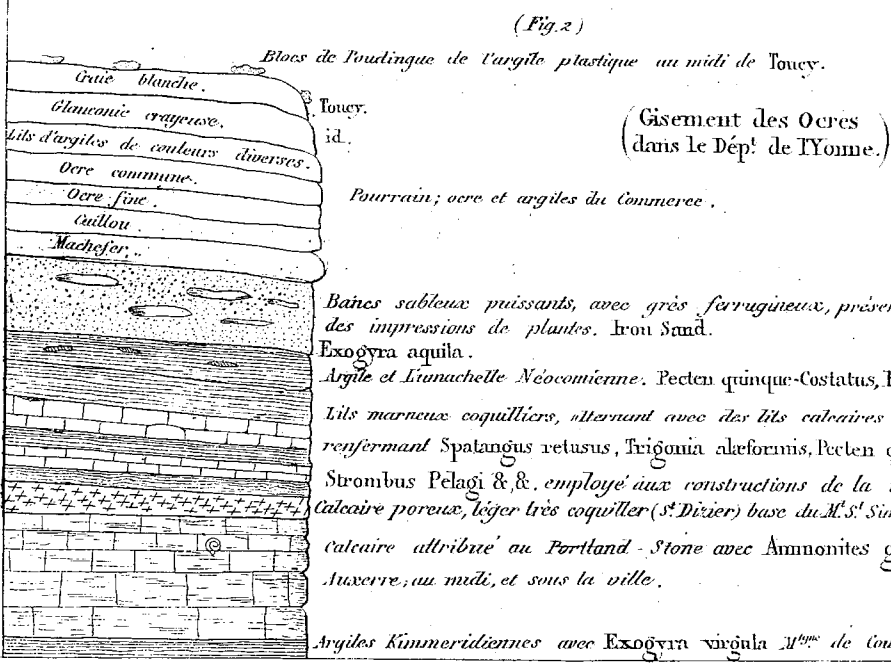 (Fig.2)
Blocs de Poudingue de l'argile plastique au midi de Toucy.
Craie blanche.
Glauconie crayeuse.
Toucy.
Lits d'argiles de couleurs diverses.
id.
(Gisement des Ocres
dans le Dép.t de l'Yonne.)
Ocre commune.
Ocre fine.
Pourrain; ocre et argiles du Commerce.
Caillou.
Machefer.
Bancs sableux puissants, avec grès ferrugineux, présen
des impressions de plantes. Iron Sand.
Exogyra aquila.
Argile et Lumachelle Néocomienne. Pecten quinque-Costatus,
Lits marneux coquilliers, alternant avec des lits calcaires
renfermant Spatangus retusus, Trigonia alæformis, Pecten
Strombus Pelagi &,&. employé aux constructions de la
Calcaire poreux, léger très coquiller (St Dizier) base du Mt St Sim
Calcaire attribué au Portland-Stone avec Ammonites g
Auxerre; au midi, et sous la ville.
Argiles Kimmeridiennes avec Exogyra virgula Mtgne de Cou